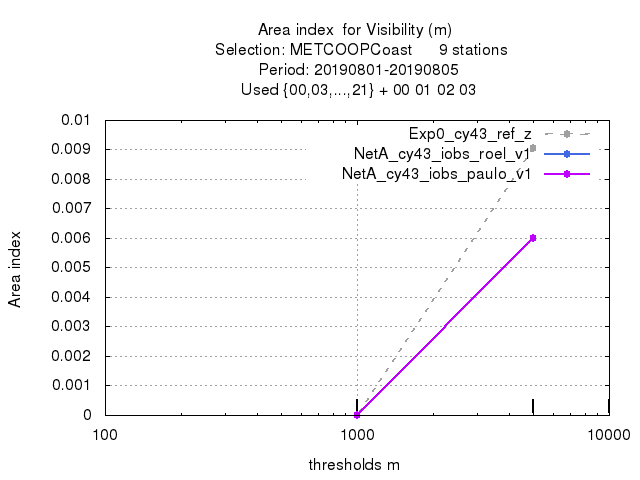 Area index  for Visibility (m)
Selection: METCOOPCoast      9 stations
Period: 20190801-20190805
Used {00,03,...,21} + 00 01 02 03
0.01
0.009
0.008
0.007
0.006
0.005
0.004
0.003
0.002
0.001
0
Area index
Exp0_cy43_ref_z
NetA_cy43_iobs_roel_v1
NetA_cy43_iobs_paulo_v1
100
1000
10000
thresholds m